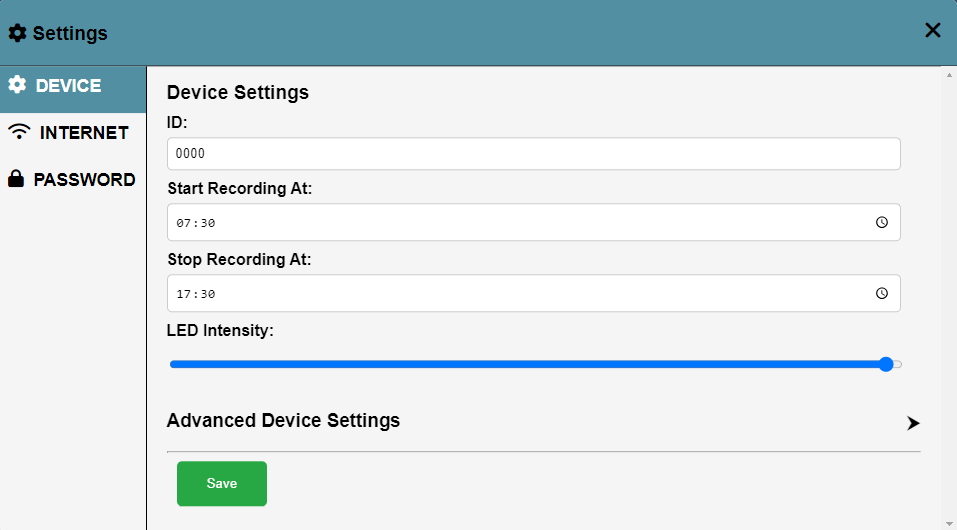 Settings
DEVICE
INTERNET
PASSWORD
Device Settings
ID:
0000
Start Recording At:
07:30
Stop Recording At:
17:30
LED Intensity:
Advanced Device Settings
Save